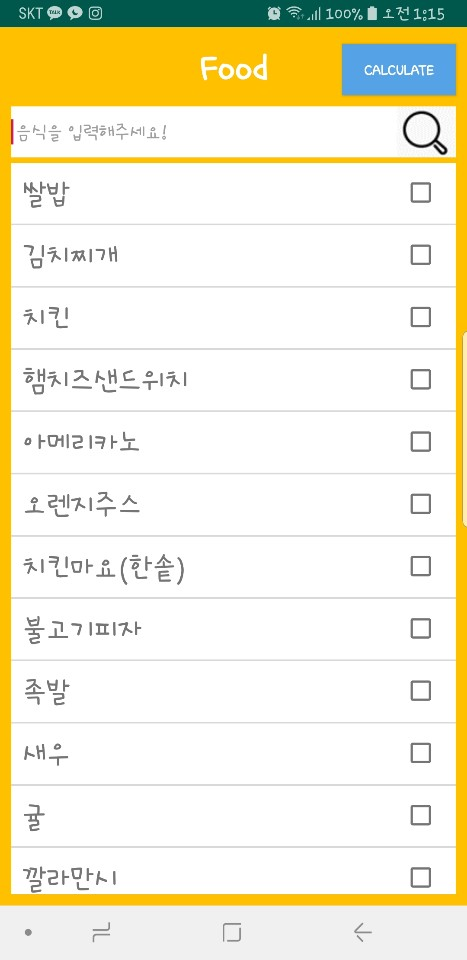 SKT 100% 오전 1:15
Food
CALCULATE
음식을 입력해주세요!
쌀밥
김치찌개
치킨
햄치즈샌드위치
아메리카노
오렌지주스
치킨마요(한솥)
불고기피자
족발
새우
귤
깔라만시